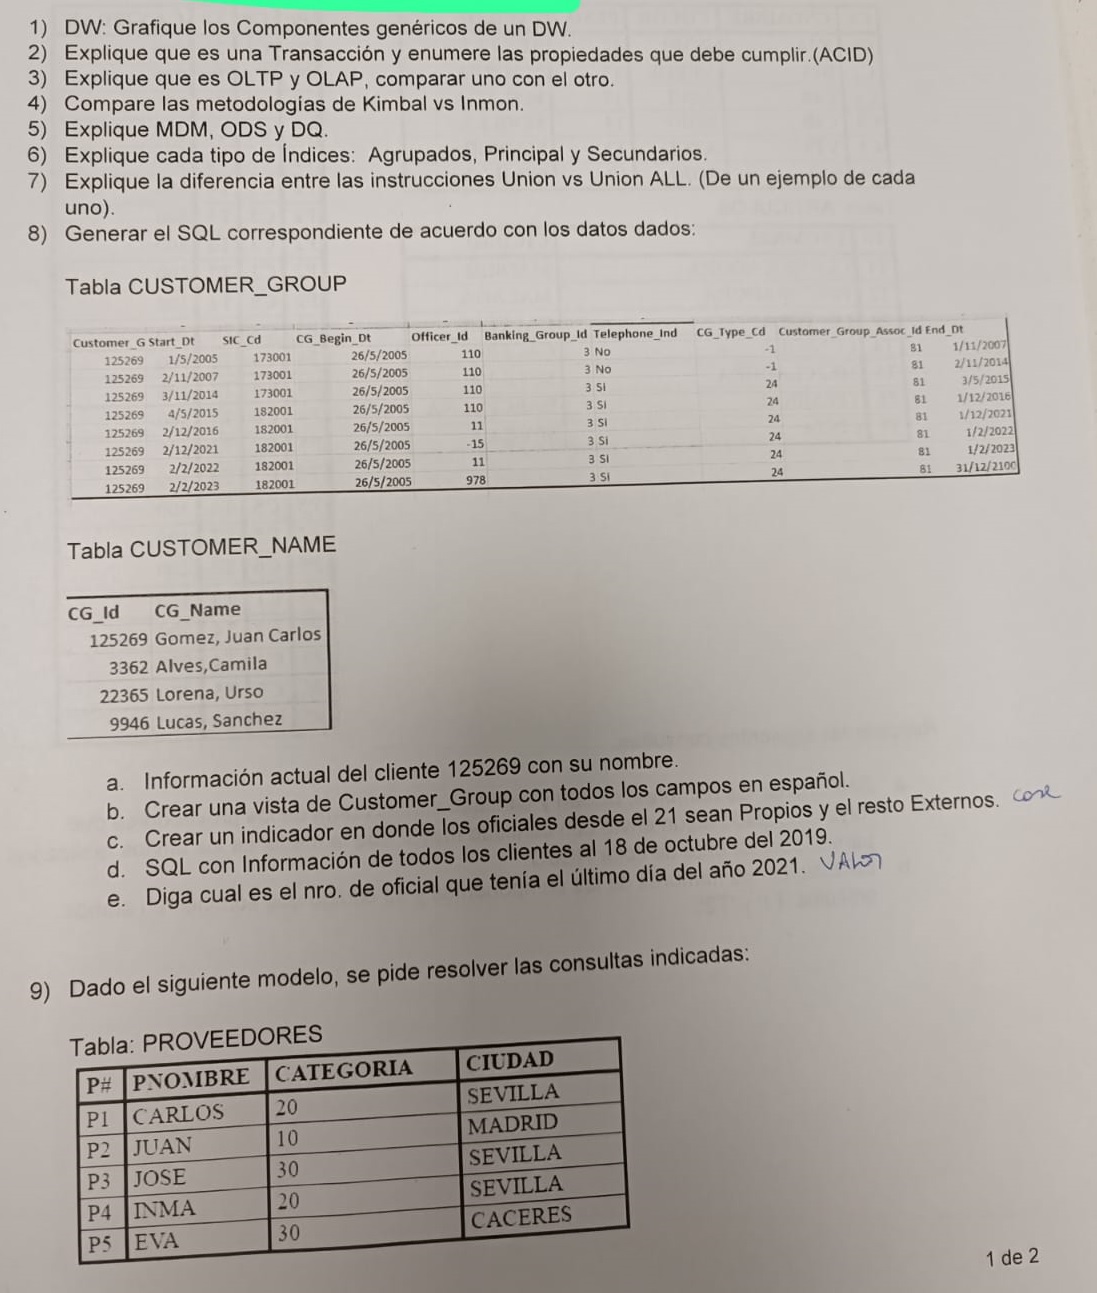 1) DW: Grafique los Componentes genéricos de un DW.
2) Explique que es una Transacción y enumere las propiedades que debe cumplir.(ACID)
3) Explique que es OLTP y OLAP, comparar uno con el otro.
4) Compare las metodologías de Kimbal vs Inmon.
5) Explique MDM, ODS y DQ.
6) Explique cada tipo de Índices: Agrupados, Principal y Secundarios.
7) Explique la diferencia entre las instrucciones Union vs Union ALL. (De un ejemplo de cada
uno).
8) Generar el SQL correspondiente de acuerdo con los datos dados:
Tabla CUSTOMER_GROUP
Customer_G Start_Dt SIC_Cd CG_Begin_Dt Officer_Id Banking_Group_Id Telephone_Ind CG_Type_Cd Customer_Group_Assoc_Id End_Dt
125269 1/5/2005 173001 26/5/2005 110 3 No -1 81 1/11/2007
125269 2/11/2007 173001 26/5/2005 110 3 No -1 81 2/11/2014
125269 3/11/2014 173001 26/5/2005 110 3 SI 24 81 3/5/2015
125269 4/5/2015 182001 26/5/2005 110 3 SI 24 81 1/12/2016
125269 2/12/2016 182001 26/5/2005 11 3 SI 24 81 1/12/2021
125269 2/12/2021 182001 26/5/2005 -15 3 SI 24 81 1/2/2022
125269 2/2/2022 182001 26/5/2005 11 3 SI 24 81 1/2/2023
125269 2/2/2023 182001 26/5/2005 978 3 SI 24 81 31/12/2100
Tabla CUSTOMER_NAME
CG_Id CG_Name
125269 Gomez, Juan Carlos
3362 Alves,Camila
22365 Lorena, Urso
9946 Lucas, Sanchez
a. Información actual del cliente 125269 con su nombre.
b. Crear una vista de Customer_Group con todos los campos en español.
c. Crear un indicador en donde los oficiales desde el 21 sean Propios y el resto Externos.
d. SQL con Información de todos los clientes al 18 de octubre del 2019.
e. Diga cual es el nro. de oficial que tenía el último día del año 2021.
9) Dado el siguiente modelo, se pide resolver las consultas indicadas:
Tabla: PROVEEDORES
P# PNOMBRE CATEGORIA CIUDAD
P1 CARLOS 20 SEVILLA
P2 JUAN 10 MADRID
P3 JOSE 30 SEVILLA
P4 INMA 20 SEVILLA
P5 EVA 30 CACERES
1 de 2